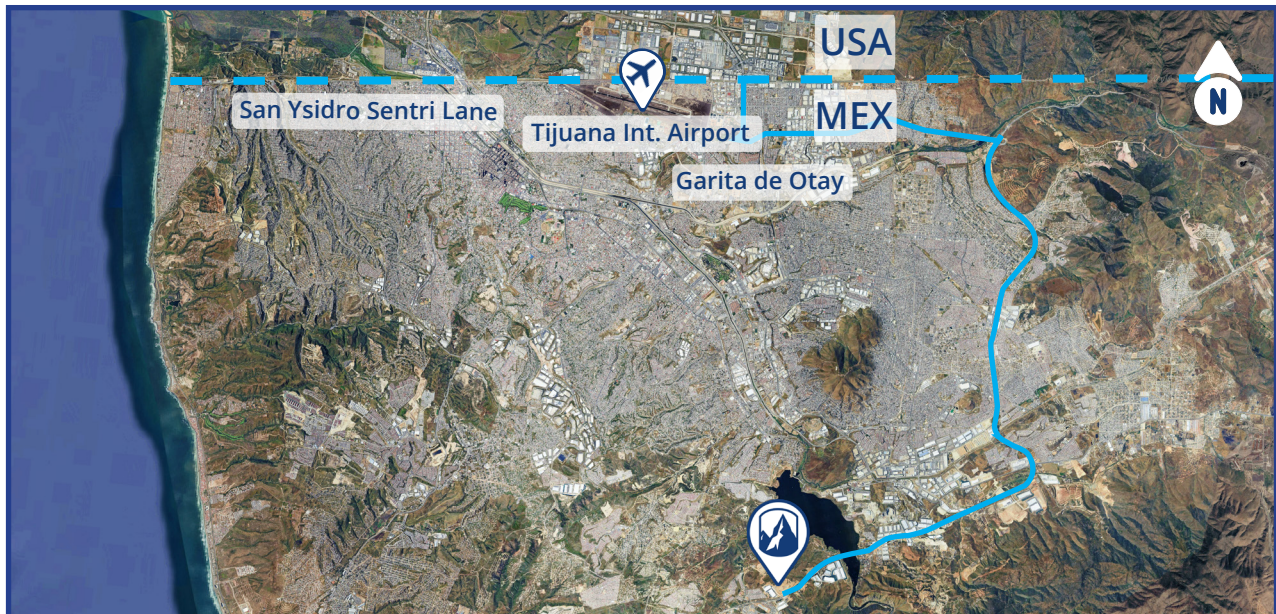 USA
San Ysidro Sentri Lane
Tijuana Int. Airport
MEX
N
Garita de Otay